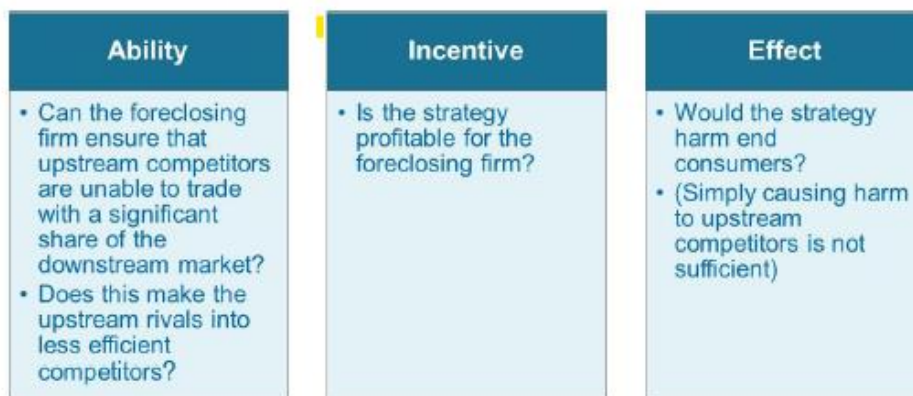 Ability
• Can the foreclosing
firm ensure that
upstream competitors
are unable to trade
with a significant
share of the
downstream market?
• Does this make the
upstream rivals into
less efficient
competitors?
Incentive
• Is the strategy
profitable for the
foreclosing firm?
Effect
• Would the strategy
harm end
consumers?
• (Simply causing harm
to upstream
competitors is not
sufficient)